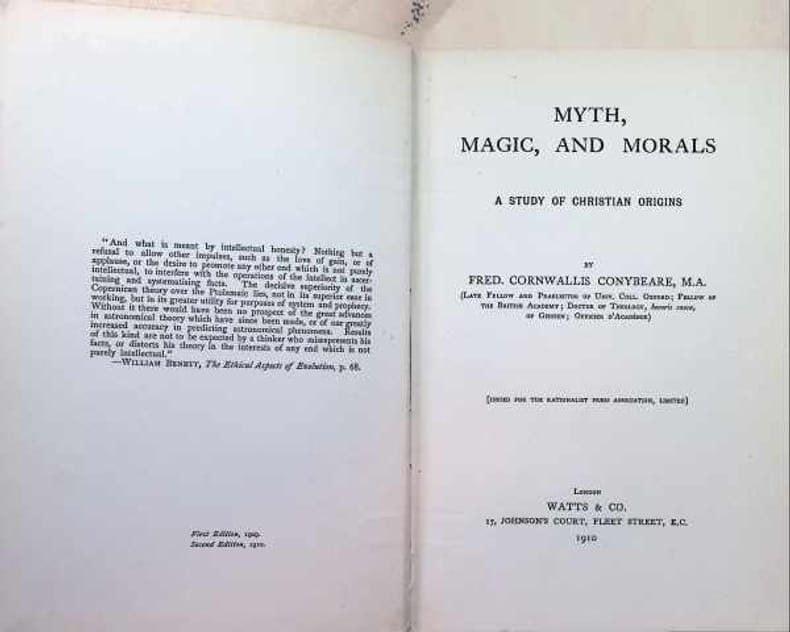 "And what is meant by intellectual honesty? Nothing but a
refusal to allow other impulses, such as the love of gain, or of
applause, or the desire to promote any other end which is not purely
intellectual, to interfere with the operations of the intellect in ascer-
taining and systematising facts. The decisive superiority of the
Copernican theory over the Ptolemaic lies, not in its superior ease in
working, but in its greater utility for purposes of system and prophecy.
Without it there would have been no prospect of the great advances
in astronomical theory which have since been made, or of our greatly
increased accuracy in predicting astronomical phenomena. Results
of this kind are not to be expected by a thinker who misrepresents his
facts, or distorts his theory in the interests of any end which is not
purely intellectual."
—WILLIAM BENETT, The Ethical Aspects of Evolution, p. 68.
First Edition, 1909.
Second Edition, 1910.
MYTH,
MAGIC, AND MORALS
A STUDY OF CHRISTIAN ORIGINS
BY
FRED. CORNWALLIS CONYBEARE, M.A.
(LATE FELLOW AND PRAELECTOR OF UNIV. COLL. OXFORD; FELLOW OF
THE BRITISH ACADEMY; DOCTOR OF THEOLOGY, honoris causa,
OF GIESSEN; OFFICIER D'ACADÉMIE)
[ISSUED FOR THE RATIONALIST PRESS ASSOCIATION, LIMITED]
LONDON
WATTS & CO.
17, JOHNSON'S COURT, FLEET STREET, E.C.
1910